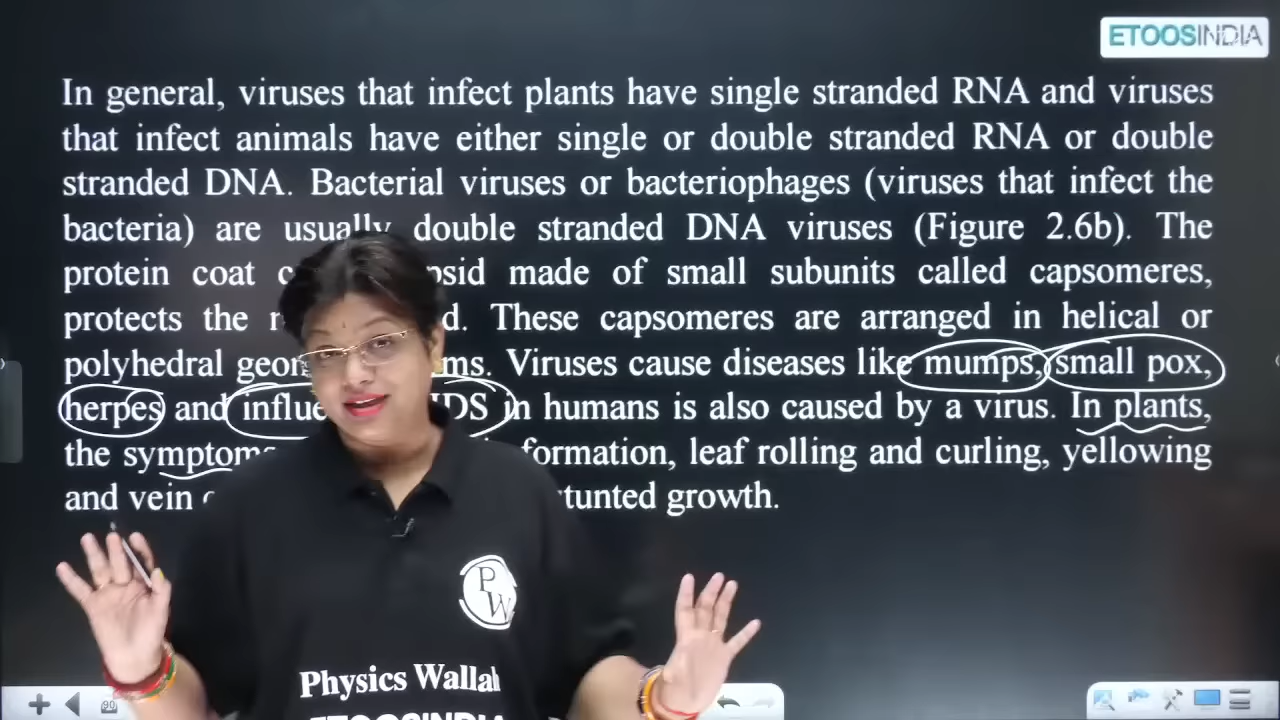 ETOOSINDIA
In general, viruses that infect plants have single stranded RNA and viruses
that infect animals have either single or double stranded RNA or double
stranded DNA. Bacterial viruses or bacteriophages (viruses that infect the
bacteria) are usually double stranded DNA viruses (Figure 2.6b). The
protein coat made of small subunits called capsomeres,
protects the These capsomeres are arranged in helical or
polyhedral Viruses cause diseases like mumps, small pox,
herpes and in humans is also caused by a virus. In plants,
the formation, leaf rolling and curling, yellowing
and vein stunted growth.
PW
Physics Wallah
ETOOSINDIA